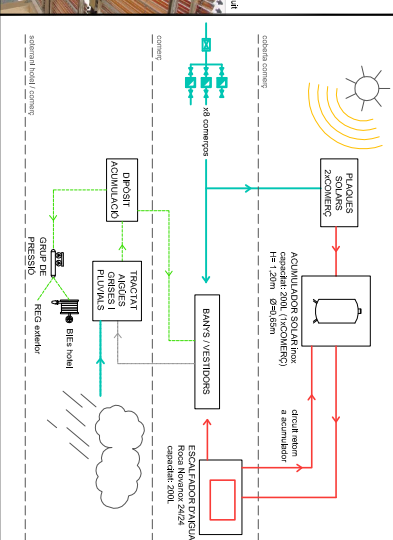 uit
coberta comerç
comerç
soterrani hotel / comerç
PLAQUES
SOLARS
2xCOMERÇ
ACUMULADOR SOLAR inox
capacitat: 200L (1xCOMERÇ)
H= 1,20m   Ø=0,65m
circuit retorn
a acumulador
x8 comerços
BANYS / VESTIDORS
ESCALFADOR D'AIGUA
Roca Novanox 24/24
capacitat: 200L
DIPÒSIT
ACUMULACIÓ
TRACTAT
AIGÜES
GRISES I
PLUVIALS
GRUP DE
PRESSIÓ
BIEs hotel
REG exterior